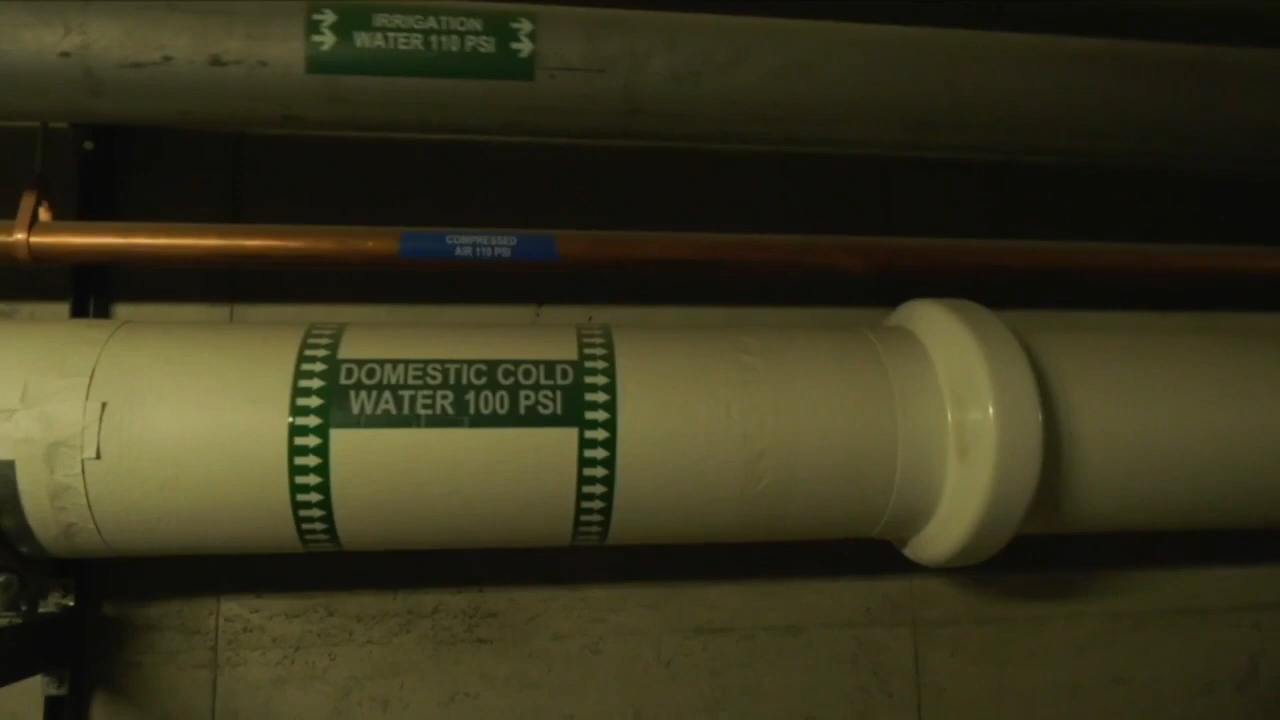 IRRIGATION
WATER 110 PSI
COMPRESSED
AIR 110 PSI
DOMESTIC COLD
WATER 100 PSI